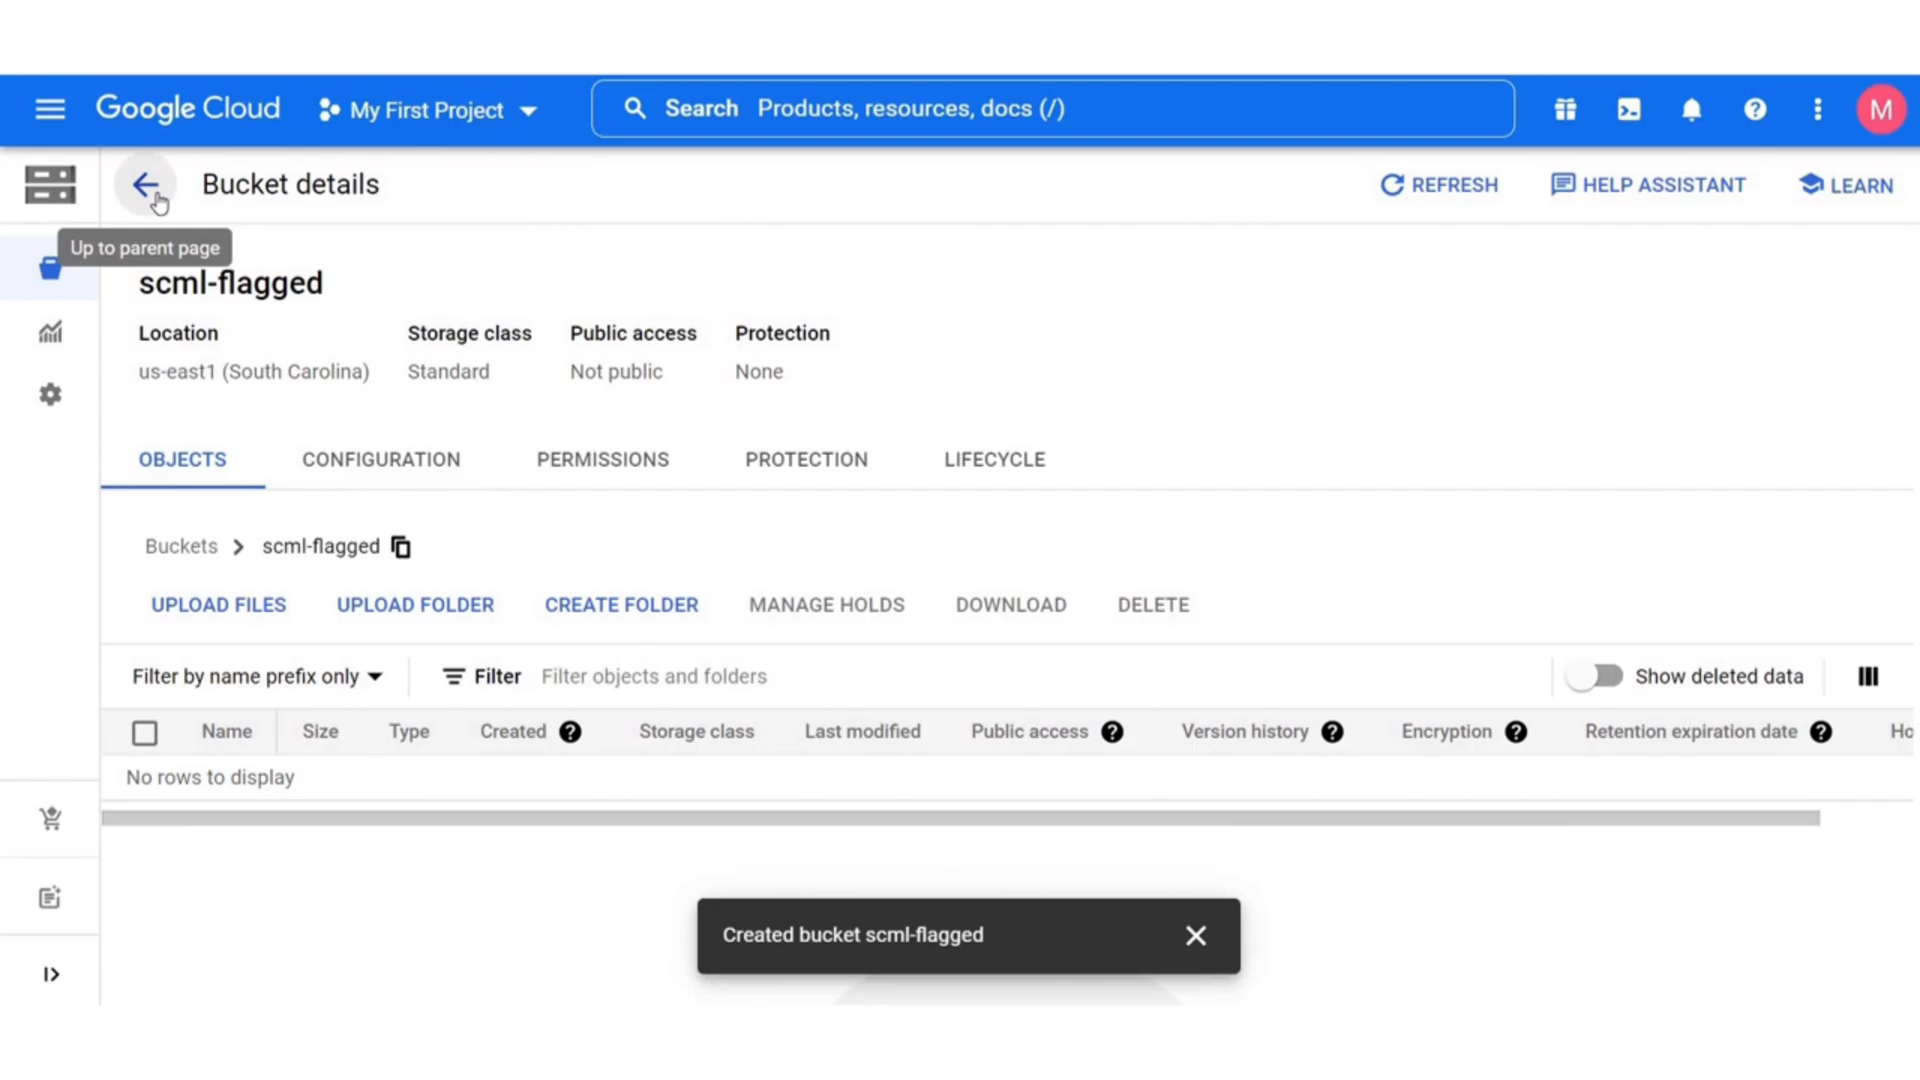 Google Cloud My First Project Search Products, resources, docs (/) M
Bucket details REFRESH HELP ASSISTANT LEARN
Up to parent page
scml-flagged
Location Storage class Public access Protection
us-east1 (South Carolina) Standard Not public None
OBJECTS CONFIGURATION PERMISSIONS PROTECTION LIFECYCLE
Buckets > scml-flagged
UPLOAD FILES UPLOAD FOLDER CREATE FOLDER MANAGE HOLDS DOWNLOAD DELETE
Filter by name prefix only Filter Filter objects and folders Show deleted data
Name Size Type Created Storage class Last modified Public access Version history Encryption Retention expiration date Ho
No rows to display
Created bucket scml-flagged